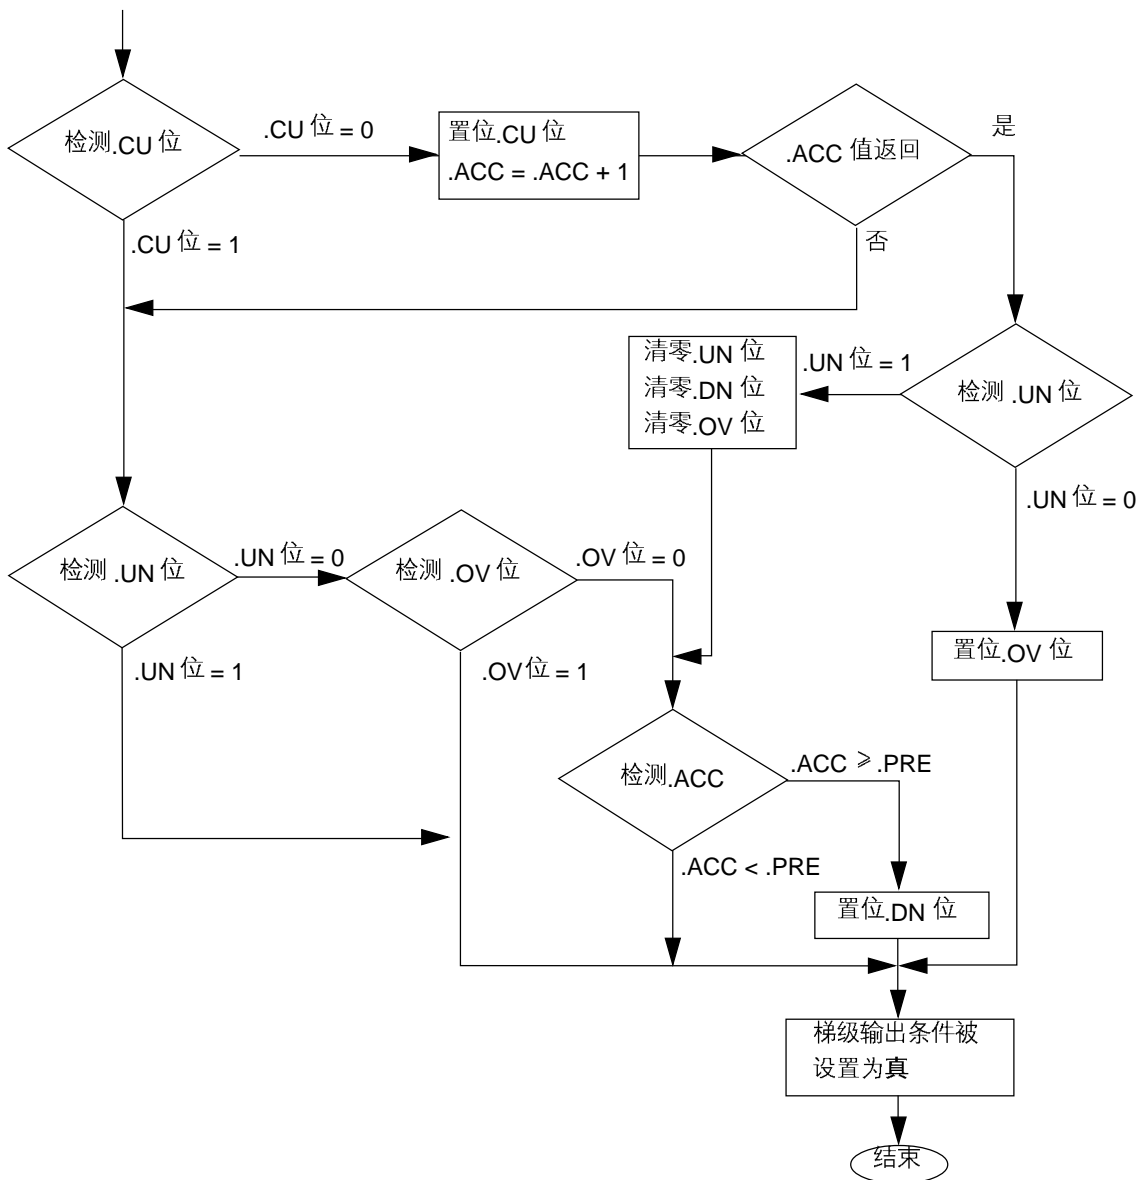 检测.CU 位
.CU 位 = 0
置位.CU 位
.ACC = .ACC + 1
.ACC 值返回
是
.CU 位 = 1
否
清零.UN 位
清零.DN 位
清零.OV 位
.UN 位 = 1
检测 .UN 位
.UN 位 = 0
检测 .UN 位
.UN 位 = 0
检测 .OV 位
.OV 位 = 0
.UN 位 = 1
.OV位 = 1
置位.OV 位
检测.ACC
.ACC ⩾ .PRE
.ACC < .PRE
置位.DN 位
梯级输出条件被
设置为真
结束